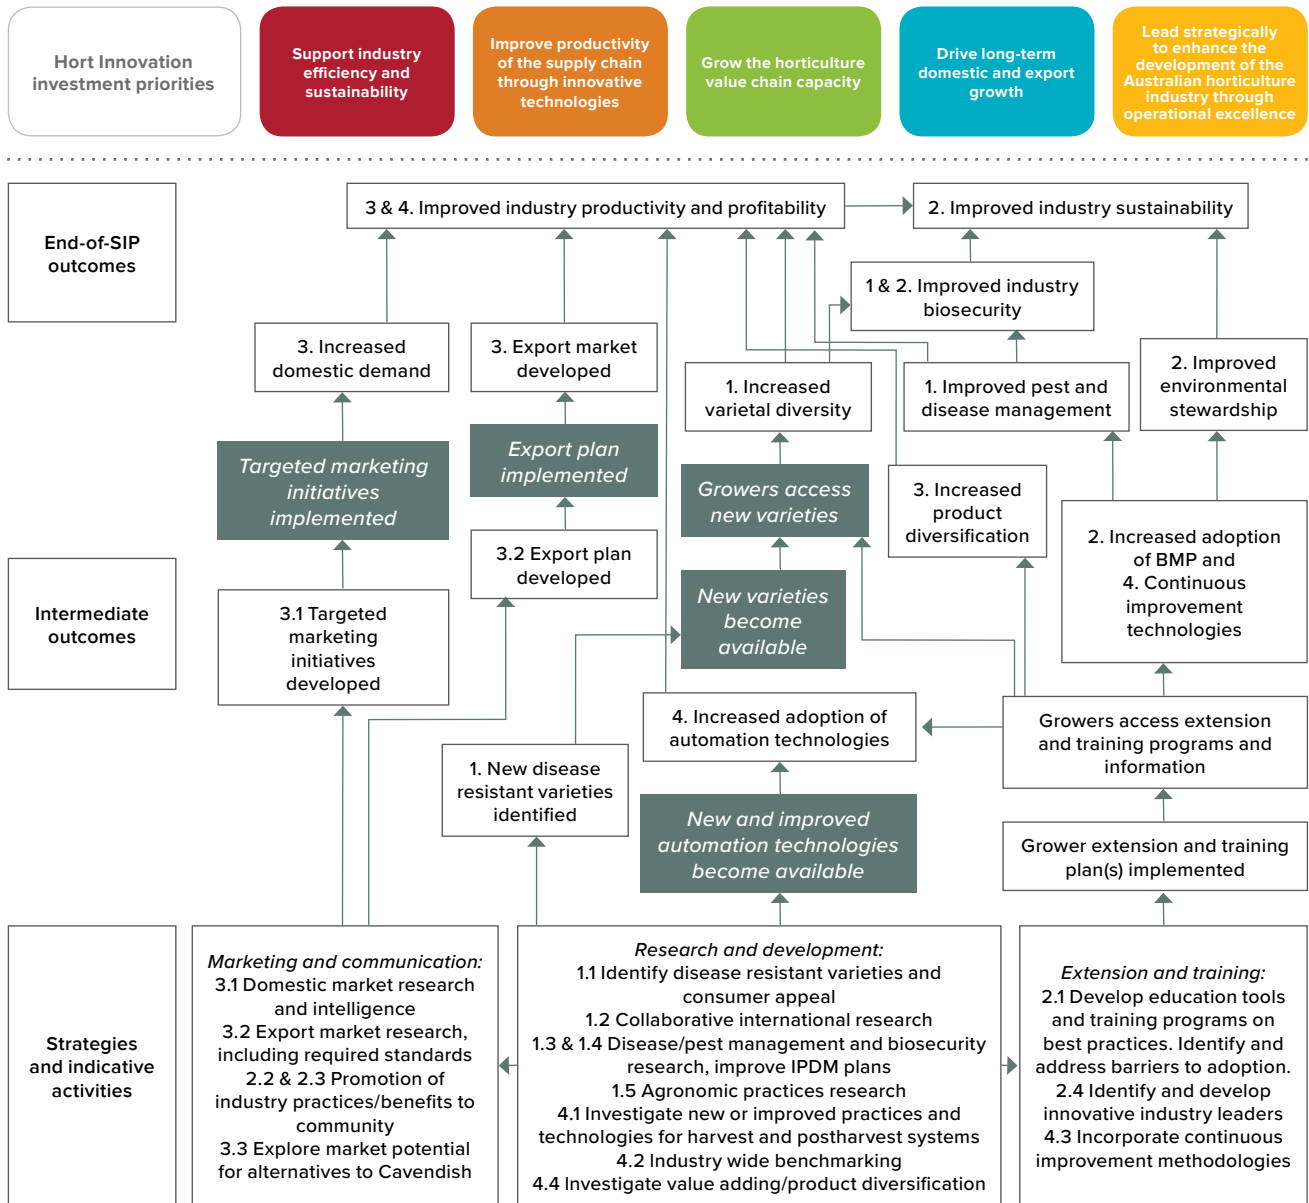 Hort Innovation
investment priorities
Support industry
efficiency and
sustainability
Improve productivity
of the supply chain
through innovative
technologies
Grow the horticulture
value chain capacity
Drive long-term
domestic and export
growth
Lead strategically
to enhance the
development of the
Australian horticulture
industry through
operational excellence
End-of-SIP
outcomes
3 & 4. Improved industry productivity and profitability
2. Improved industry sustainability
1 & 2. Improved industry
biosecurity
3. Increased
domestic demand
3. Export market
developed
1. Increased
varietal diversity
1. Improved pest and
disease management
2. Improved
environmental
stewardship
Targeted marketing
initiatives
implemented
Export plan
implemented
Growers access
new varieties
3. Increased
product
diversification
2. Increased adoption
of BMP and
4. Continuous
improvement
technologies
Intermediate
outcomes
3.1 Targeted
marketing
initiatives
developed
3.2 Export plan
developed
New varieties
become
available
1. New disease
resistant varieties
identified
4. Increased adoption of
automation technologies
Growers access extension
and training programs and
information
New and improved
automation technologies
become available
Grower extension and training
plan(s) implemented
Strategies
and indicative
activities
Marketing and communication:
3.1 Domestic market research
and intelligence
3.2 Export market research,
including required standards
2.2 & 2.3 Promotion of
industry practices/benefits to
community
3.3 Explore market potential
for alternatives to Cavendish
Research and development:
1.1 Identify disease resistant varieties and
consumer appeal
1.2 Collaborative international research
1.3 & 1.4 Disease/pest management and biosecurity
research, improve IPDM plans
1.5 Agronomic practices research
4.1 Investigate new or improved practices and
technologies for harvest and postharvest systems
4.2 Industry wide benchmarking
4.4 Investigate value adding/product diversification
Extension and training:
2.1 Develop education tools
and training programs on
best practices. Identify and
address barriers to adoption.
2.4 Identify and develop
innovative industry leaders
4.3 Incorporate continuous
improvement methodologies